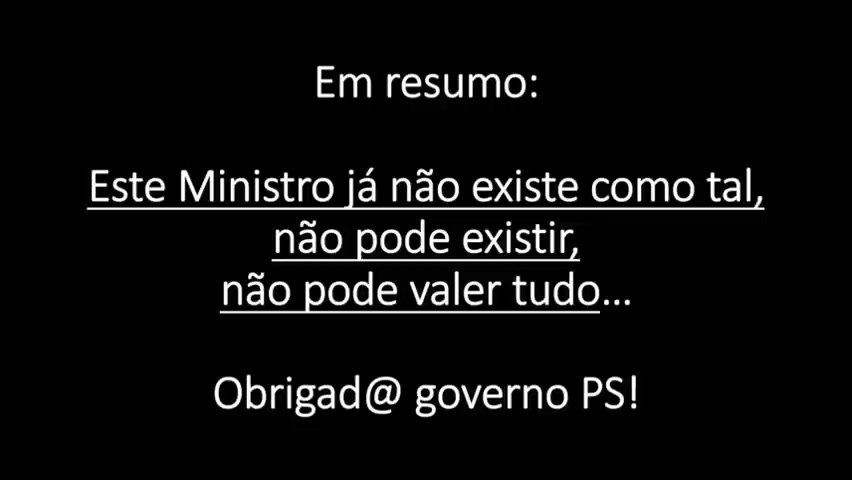 Em resumo:
Este Ministro já não existe como tal,
não pode existir,
não pode valer tudo...
Obrigad@ governo PS!